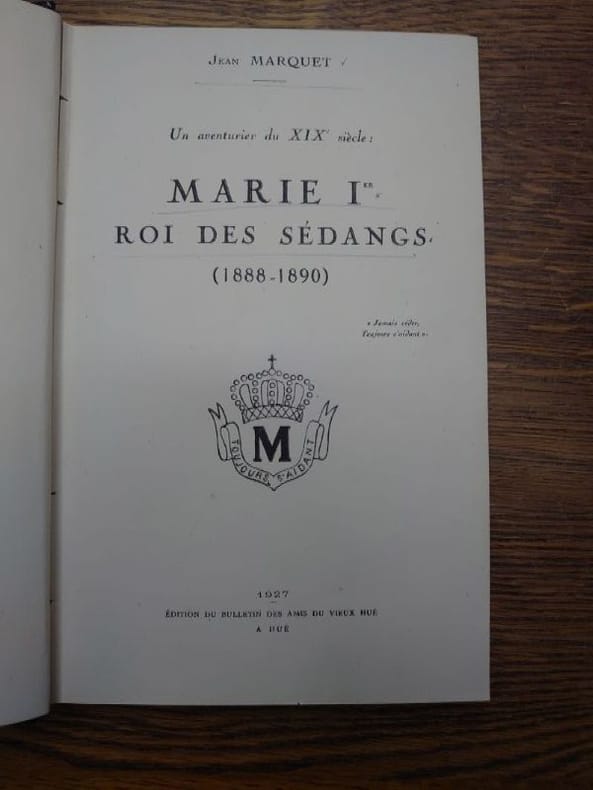 Jean MARQUET
Un aventurier du XIXe siècle :
MARIE IER
ROI DES SÉDANGS
(1888-1890)
« Jamais céder,
Toujours s'aidant ».
M
TOUJOURS S'AIDANT
1927
ÉDITION DU BULLETIN DES AMIS DU VIEUX HUÉ
A HUÉ